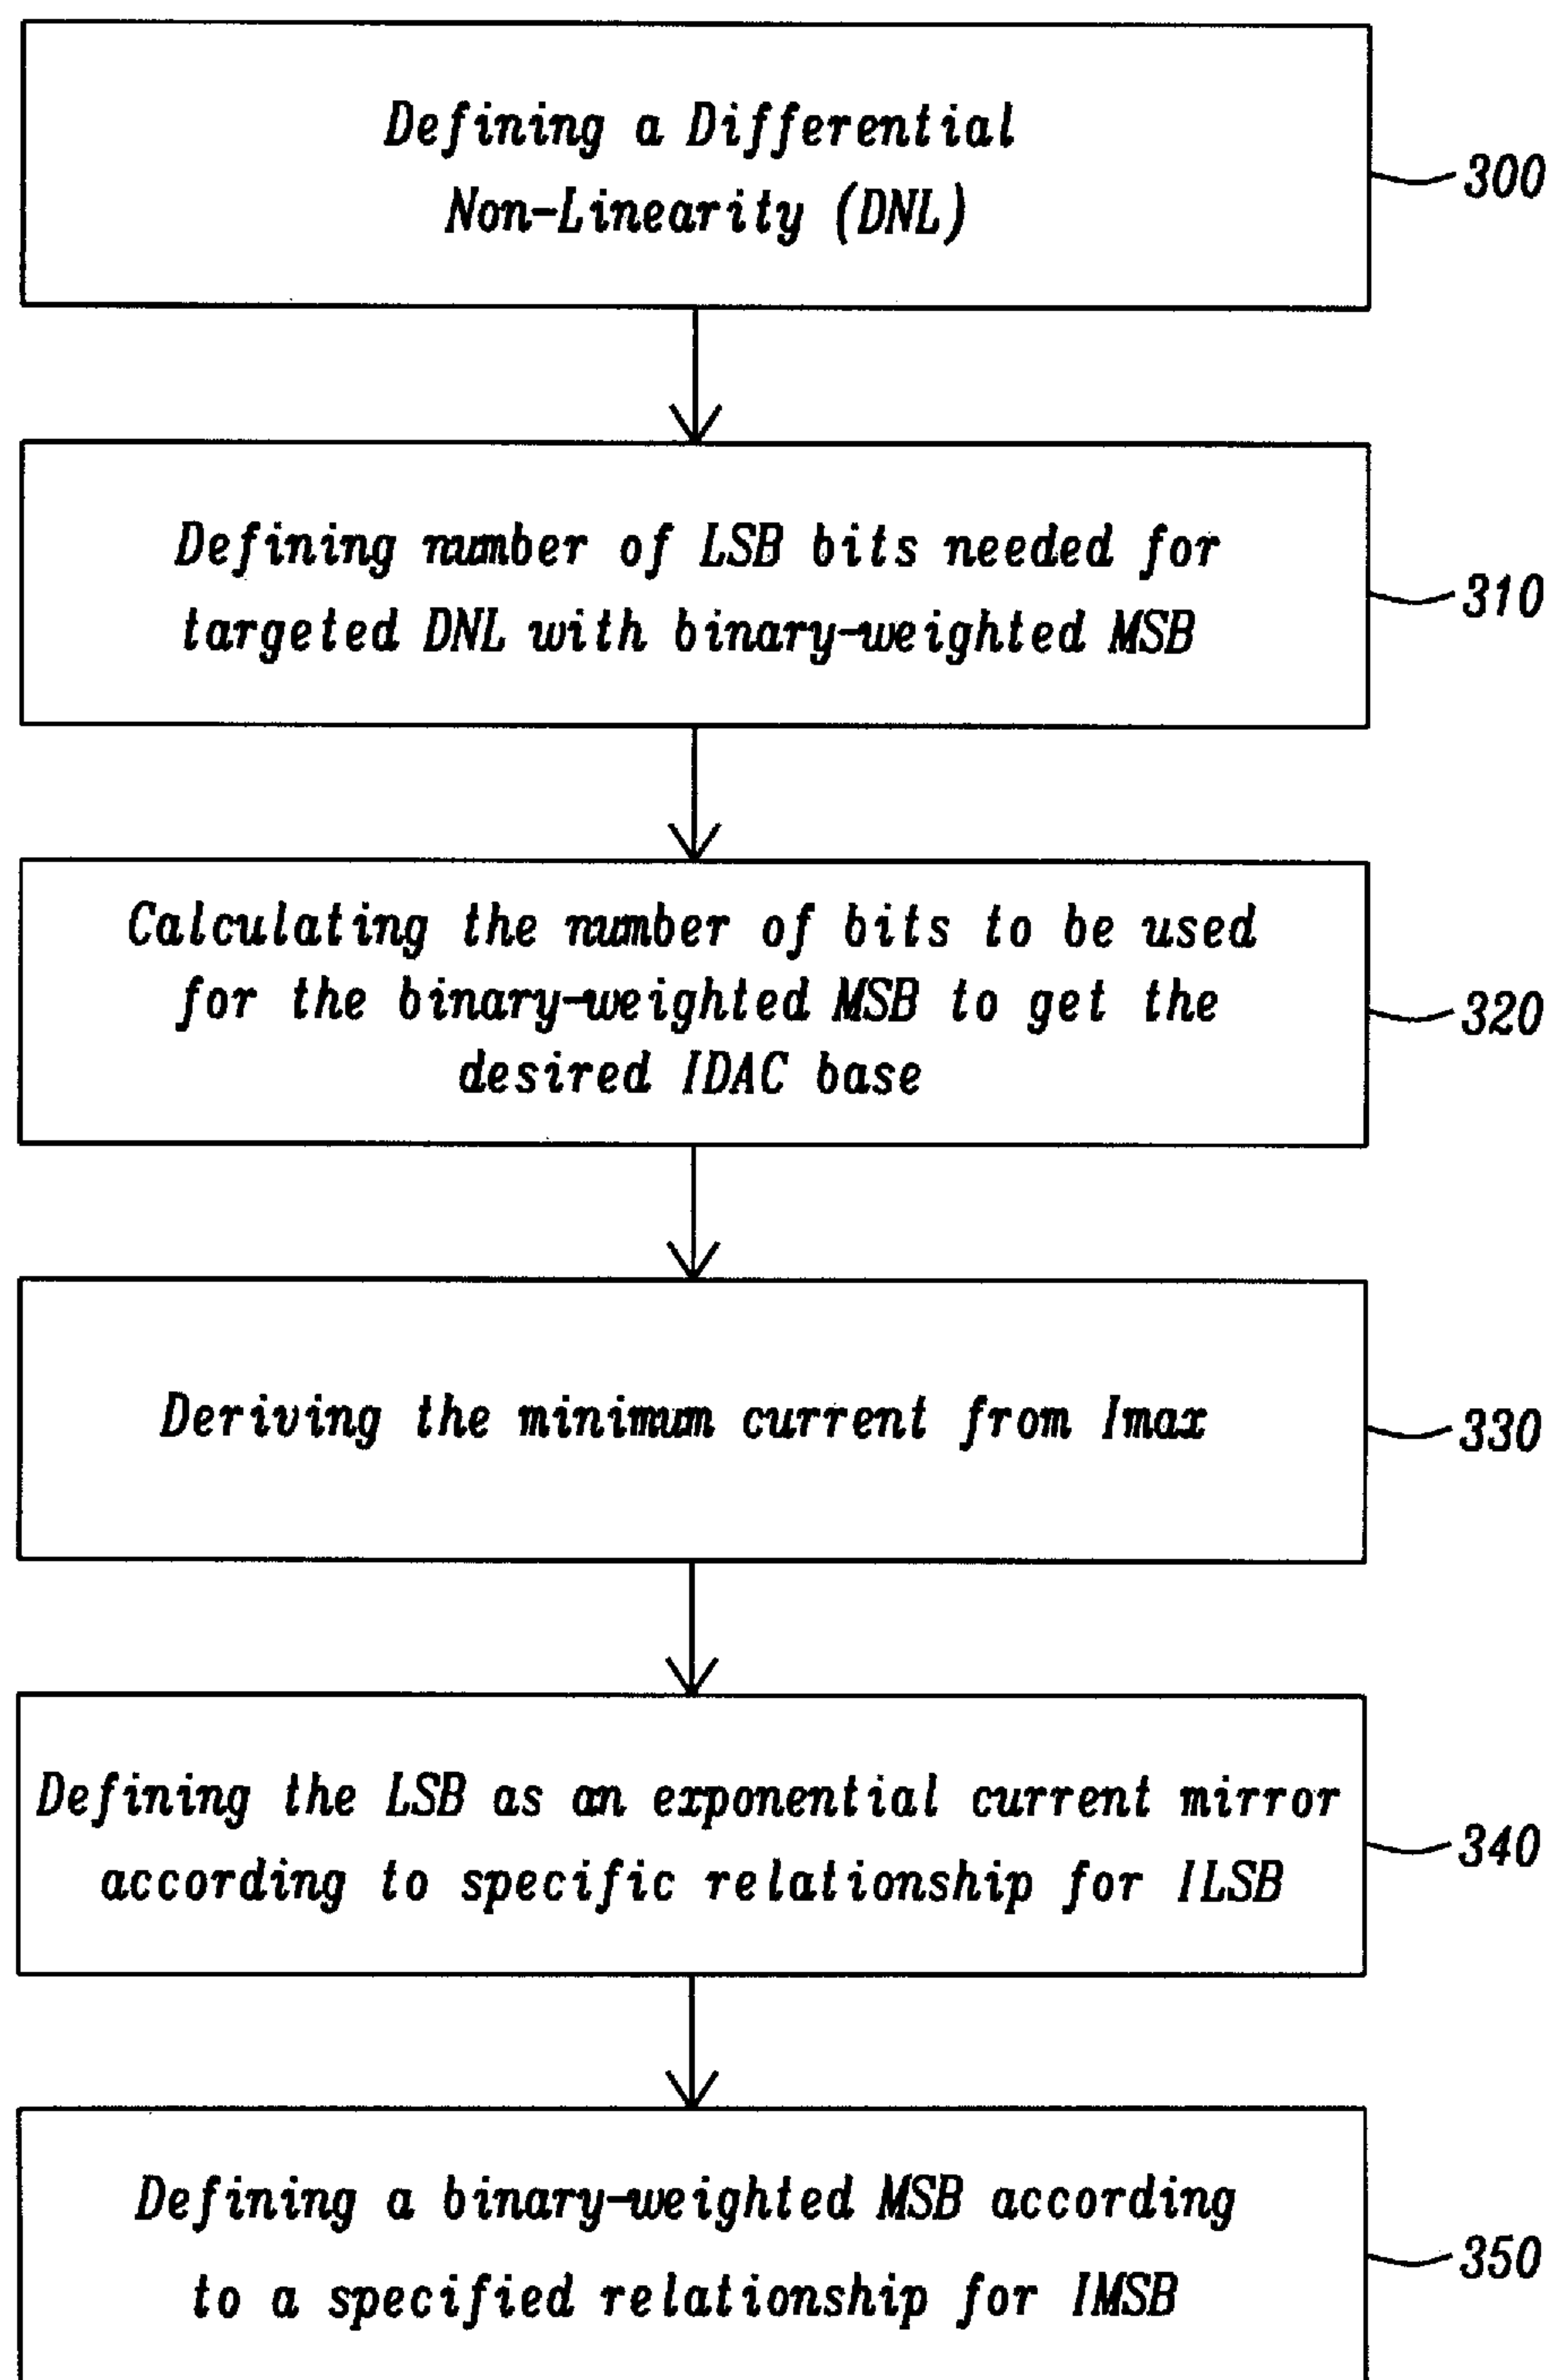 Defining a Differential
Non-Linearity (DNL)
300
Defining number of LSB bits needed for
targeted DNL with binary-weighted MSB
310
Calculating the number of bits to be used
for the binary-weighted MSB to get the
desired IDAC base
320
Deriving the minimum current from Imax
330
Defining the LSB as an exponential current mirror
according to specific relationship for ILSB
340
Defining a binary-weighted MSB according
to a specified relationship for IMSB
350